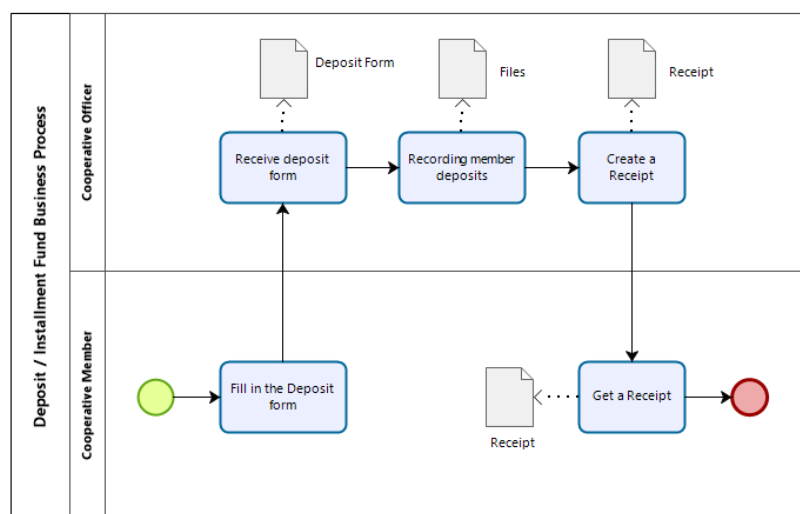 Deposit / Installment Fund Business Process
Cooperative Officer
Deposit Form
Files
Receipt
Receive deposit
form
Recording member
deposits
Create a
Receipt
Cooperative Member
Fill in the Deposit
form
Receipt
Get a Receipt